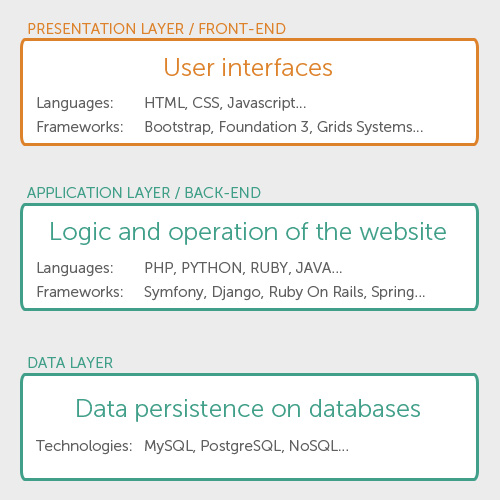 PRESENTATION LAYER / FRONT-END
User interfaces
Languages: HTML, CSS, Javascript...
Frameworks: Bootstrap, Foundation 3, Grids Systems...
APPLICATION LAYER / BACK-END
Logic and operation of the website
Languages: PHP, PYTHON, RUBY, JAVA...
Frameworks: Symfony, Django, Ruby On Rails, Spring...
DATA LAYER
Data persistence on databases
Technologies: MySQL, PostgreSQL, NoSQL...